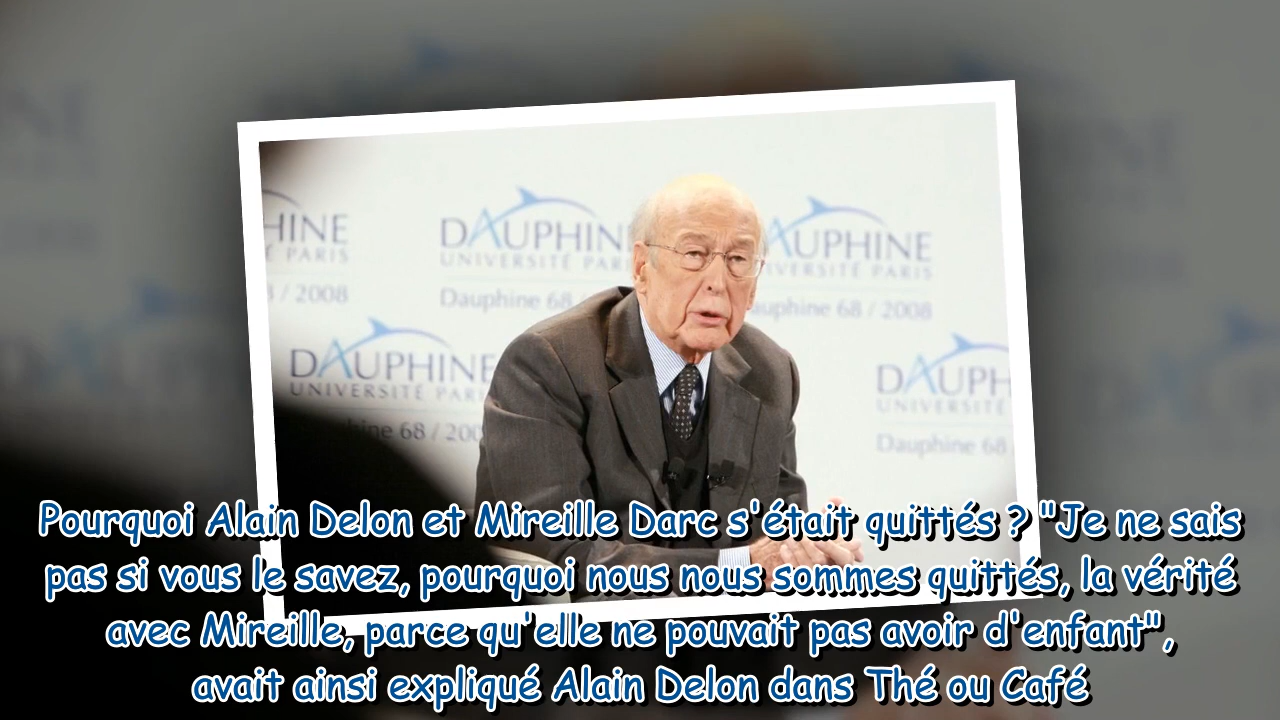 DAUPHINE
UNIVERSITÉ PARIS
Dauphine 68 / 2008
Pourquoi Alain Delon et Mireille Darc s'était quittés ? "Je ne sais
pas si vous le savez, pourquoi nous nous sommes quittés, la vérité
avec Mireille, parce qu'elle ne pouvait pas avoir d'enfant",
avait ainsi expliqué Alain Delon dans Thé ou Café